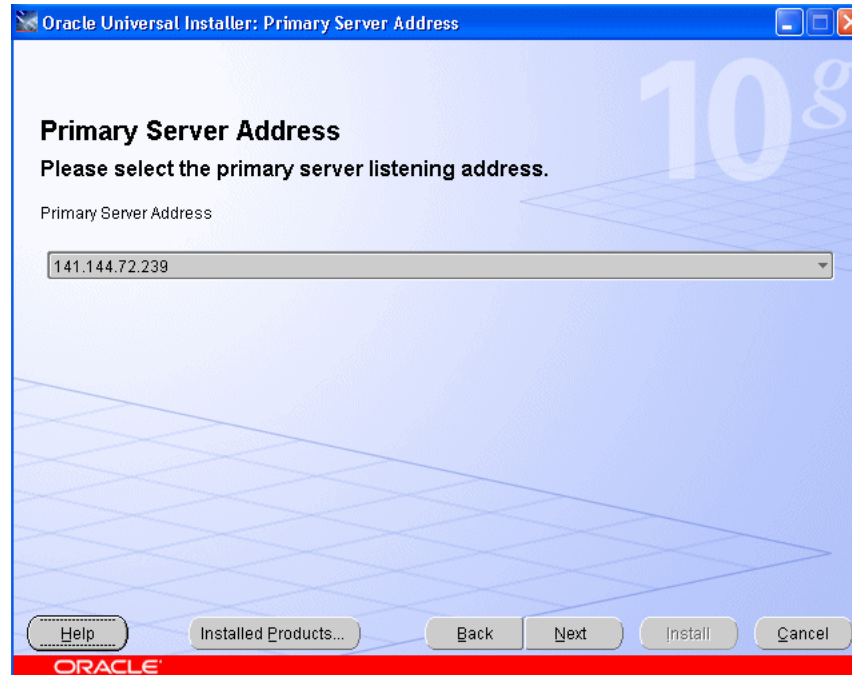 Oracle Universal Installer: Primary Server Address
10g
Primary Server Address
Please select the primary server listening address.
Primary Server Address
141.144.72.239
Help
Installed Products...
Back
Next
Install
Cancel
ORACLE